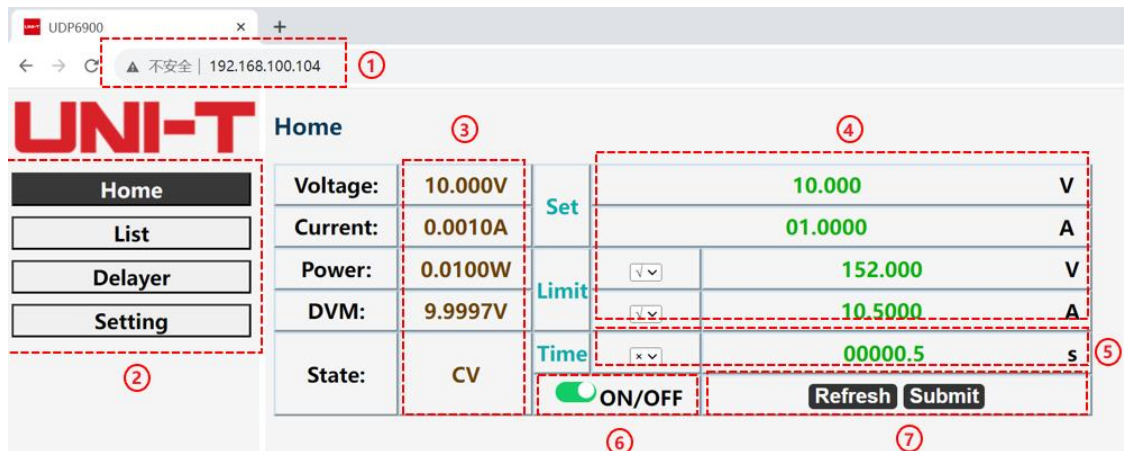 UNI-T UDP6900 × +
① 不安全 | 192.168.100.104
UNI-T
Home ③ ④
Home
List
Delayer
Setting
②
Voltage: 10.000V Set 10.000 V
Current: 0.0010A 01.0000 A
Power: 0.0100W Limit √ 152.000 V
DVM: 9.9997V √ 10.5000 A
State: CV Time × 00000.5 s ⑤
ON/OFF Refresh Submit
⑥ ⑦